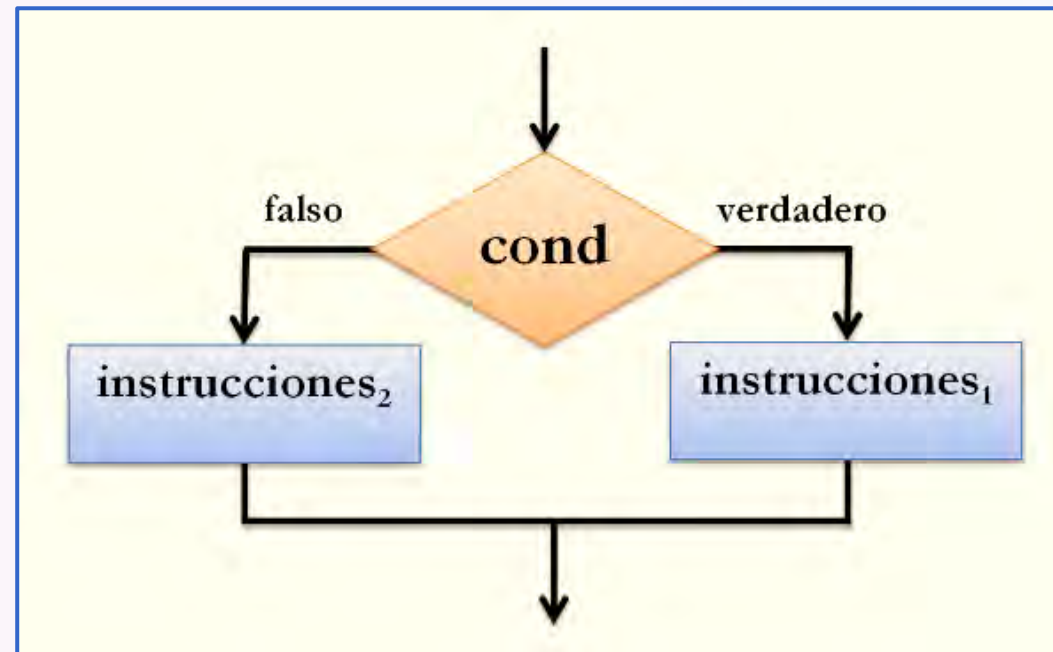 falso
verdadero
cond
instrucciones₂
instrucciones₁